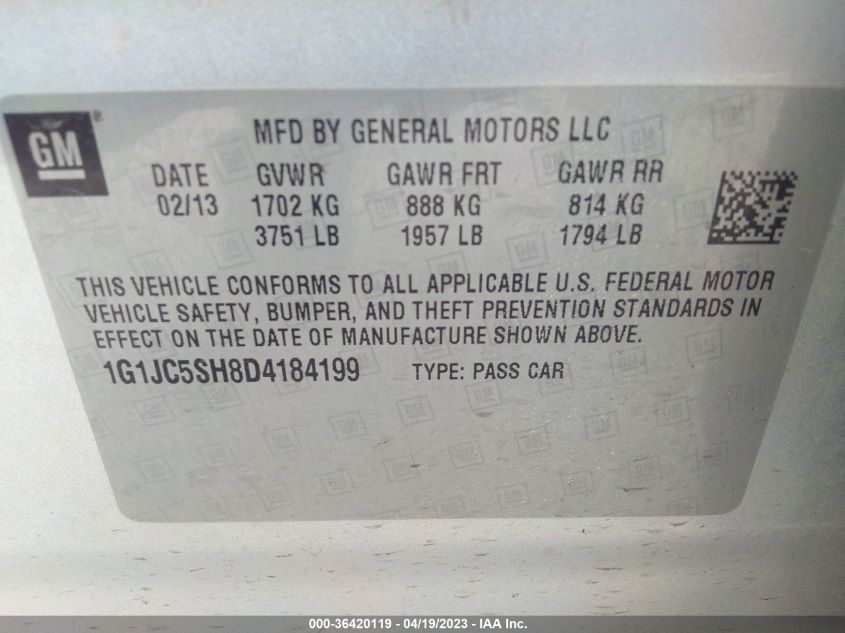 GM®
MFD BY GENERAL MOTORS LLC
DATE GVWR GAWR FRT GAWR RR
02/13 1702 KG 888 KG 814 KG
3751 LB 1957 LB 1794 LB
THIS VEHICLE CONFORMS TO ALL APPLICABLE U.S. FEDERAL MOTOR
VEHICLE SAFETY, BUMPER, AND THEFT PREVENTION STANDARDS IN
EFFECT ON THE DATE OF MANUFACTURE SHOWN ABOVE.
1G1JC5SH8D4184199 TYPE: PASS CAR
000-36420119 - 04/19/2023 - IAA Inc.